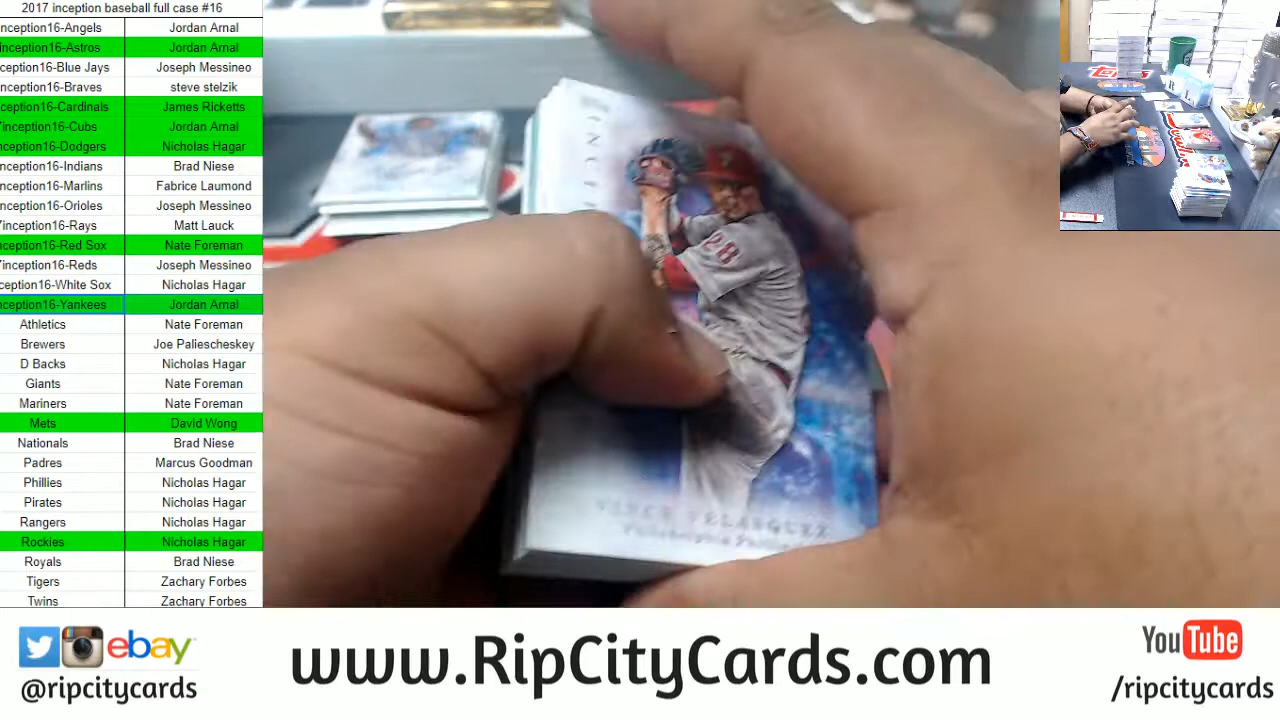 2017 inception baseball full case #16
nception16-Angels Jordan Arnal
nception16-Astros Jordan Arnal
ception16-Blue Jays Joseph Messineo
nception16-Braves steve stelzik
ception16-Cardinals James Ricketts
inception16-Cubs Jordan Arnal
nception16-Dodgers Nicholas Hagar
nception16-Indians Brad Niese
nception16-Marlins Fabrice Laumond
nception16-Orioles Joseph Messineo
inception16-Rays Matt Lauck
nception16-Red Sox Nate Foreman
inception16-Reds Joseph Messineo
ception16-White Sox Nicholas Hagar
nception16-Yankees Jordan Arnal
Athletics Nate Foreman
Brewers Joe Paliescheskey
D Backs Nicholas Hagar
Giants Nate Foreman
Mariners Nate Foreman
Mets David Wong
Nationals Brad Niese
Padres Marcus Goodman
Phillies Nicholas Hagar
Pirates Nicholas Hagar
Rangers Nicholas Hagar
Rockies Nicholas Hagar
Royals Brad Niese
Tigers Zachary Forbes
Twins Zachary Forbes
28
VINCE VELASQUEZ
Philadelphia
topps
ebay
@ripcitycards
www.RipCityCards.com
YouTube
/ripcitycards